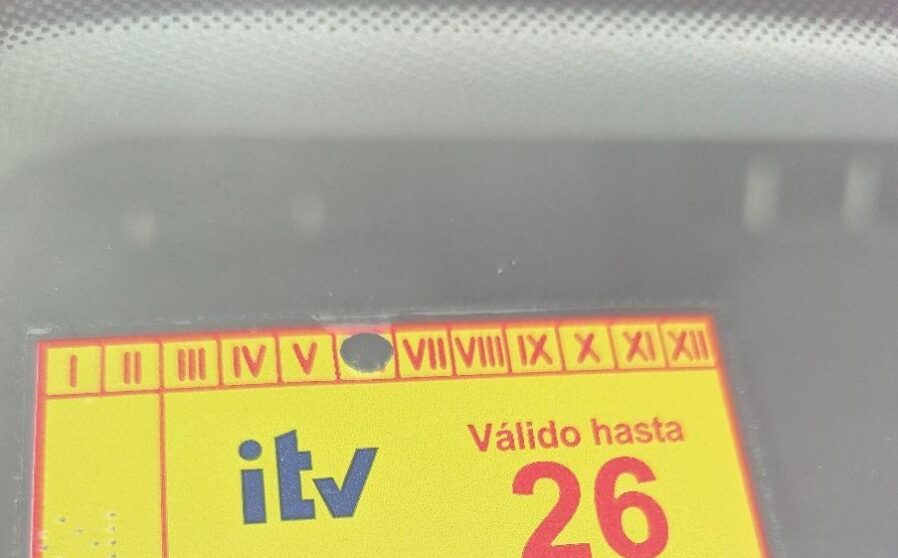 I II III IV V VII VIII IX X XI XII
itv
Válido hasta
26